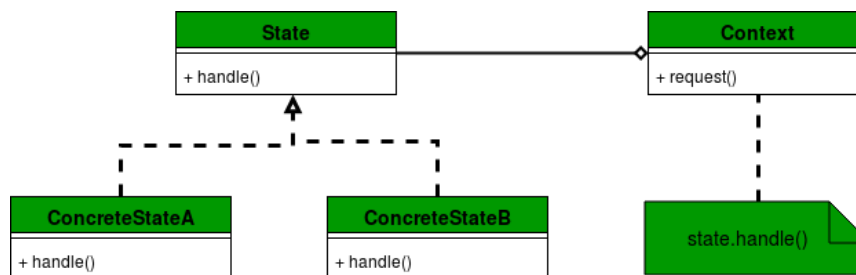 State
Context
+ handle()
+ request()
ConcreteStateA
ConcreteStateB
state.handle()
+ handle()
+ handle()